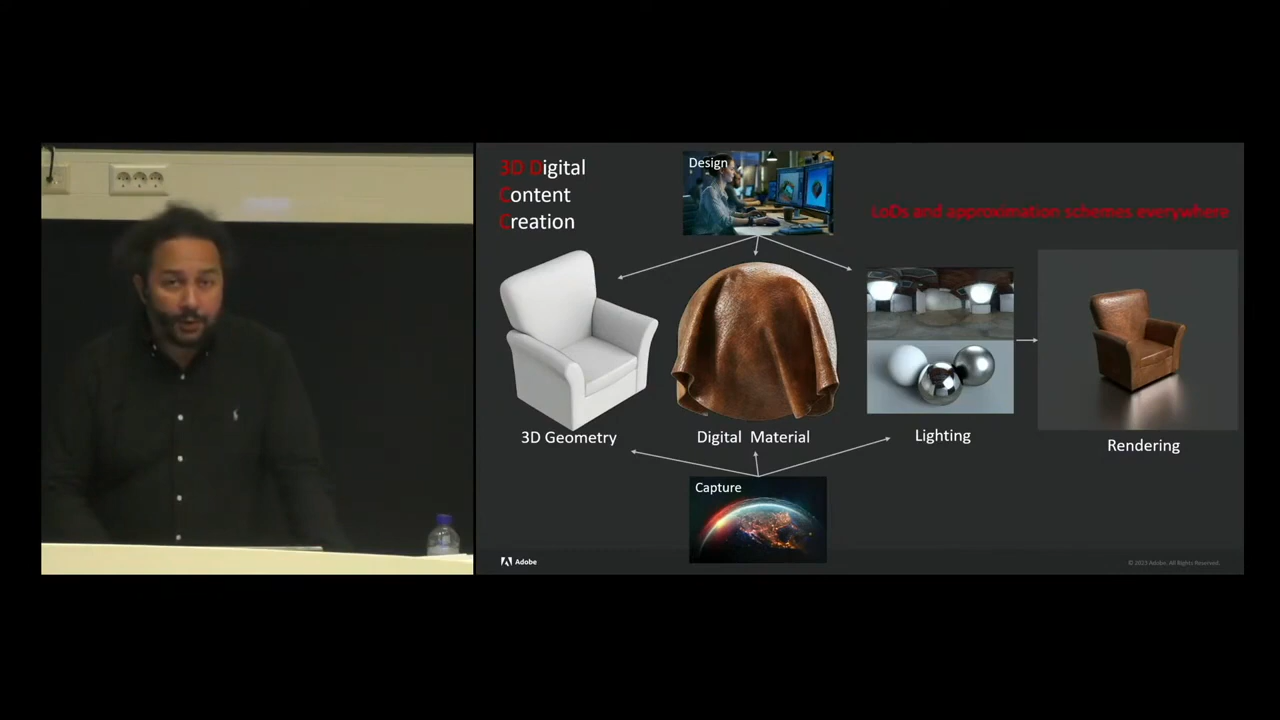 3D Digital
Content
Creation
Design
LoDs and approximation schemes everywhere
3D Geometry
Digital Material
Lighting
Rendering
Capture
Adobe
© 2023 Adobe. All Rights Reserved.